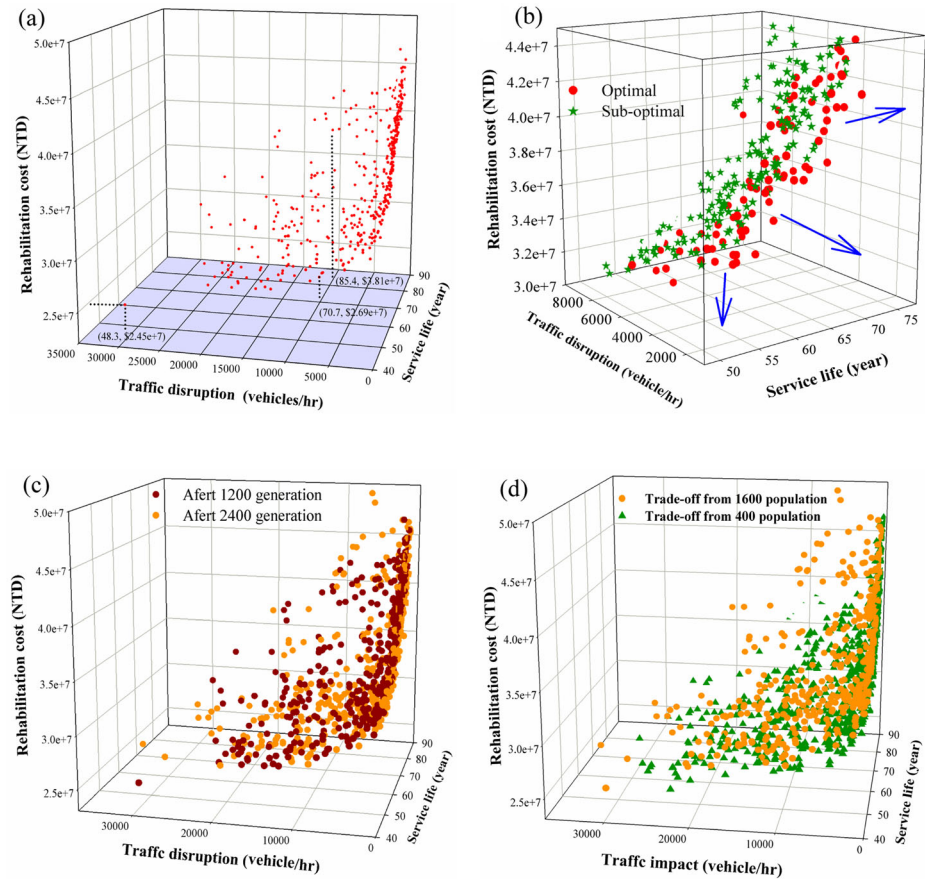 (a)
5.0e+7
4.5e+7
4.0e+7
3.5e+7
3.0e+7
2.5e+7
Rehabilitation cost (NTD)
(85.4, $3.81e+7)
(70.7, $2.69e+7)
(48.3, $2.45e+7)
35000
30000
25000
20000
15000
10000
5000
0
Traffic disruption (vehicles/hr)
90
80
70
60
50
40
Service life (year)
(b)
Optimal
Sub-optimal
4.4e+7
4.2e+7
4.0e+7
3.8e+7
3.6e+7
3.4e+7
3.2e+7
3.0e+7
Rehabilitation cost (NTD)
8000
6000
4000
2000
Traffic disruption (vehicle/hr)
50
55
60
65
70
75
Service life (year)
(c)
Afert 1200 generation
Afert 2400 generation
5.0e+7
4.5e+7
4.0e+7
3.5e+7
3.0e+7
2.5e+7
Rehabilitation cost (NTD)
30000
20000
10000
0
Traffc disruption (vehicle/hr)
90
80
70
60
50
40
Service life (year)
(d)
Trade-off from 1600 population
Trade-off from 400 population
5.0e+7
4.5e+7
4.0e+7
3.5e+7
3.0e+7
2.5e+7
Rehabilitation cost (NTD)
30000
20000
10000
0
Traffc impact (vehicle/hr)
90
80
70
60
50
40
Service life (year)